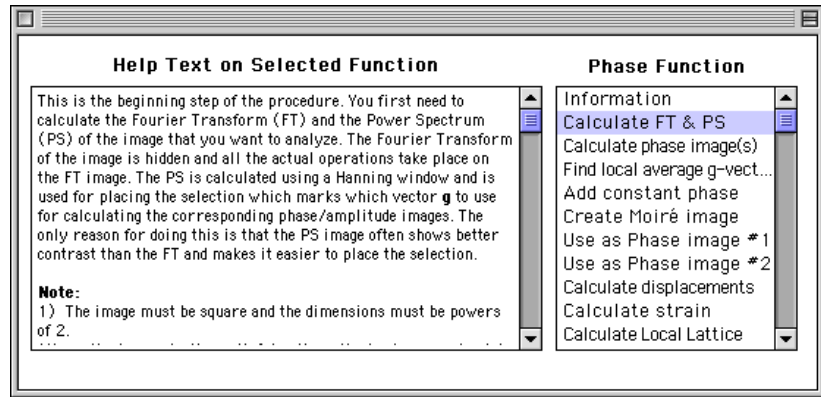 Help Text on Selected Function
This is the beginning step of the procedure. You first need to
calculate the Fourier Transform (FT) and the Power Spectrum
(PS) of the image that you want to analyze. The Fourier Transform
of the image is hidden and all the actual operations take place on
the FT image. The PS is calculated using a Hanning window and is
used for placing the selection which marks which vector g to use
for calculating the corresponding phase/amplitude images. The
only reason for doing this is that the PS image often shows better
contrast than the FT and makes it easier to place the selection.
Note:
1) The image must be square and the dimensions must be powers
of 2.
Phase Function
Information
Calculate FT & PS
Calculate phase image(s)
Find local average g-vect...
Add constant phase
Create Moiré image
Use as Phase image #1
Use as Phase image #2
Calculate displacements
Calculate strain
Calculate Local Lattice